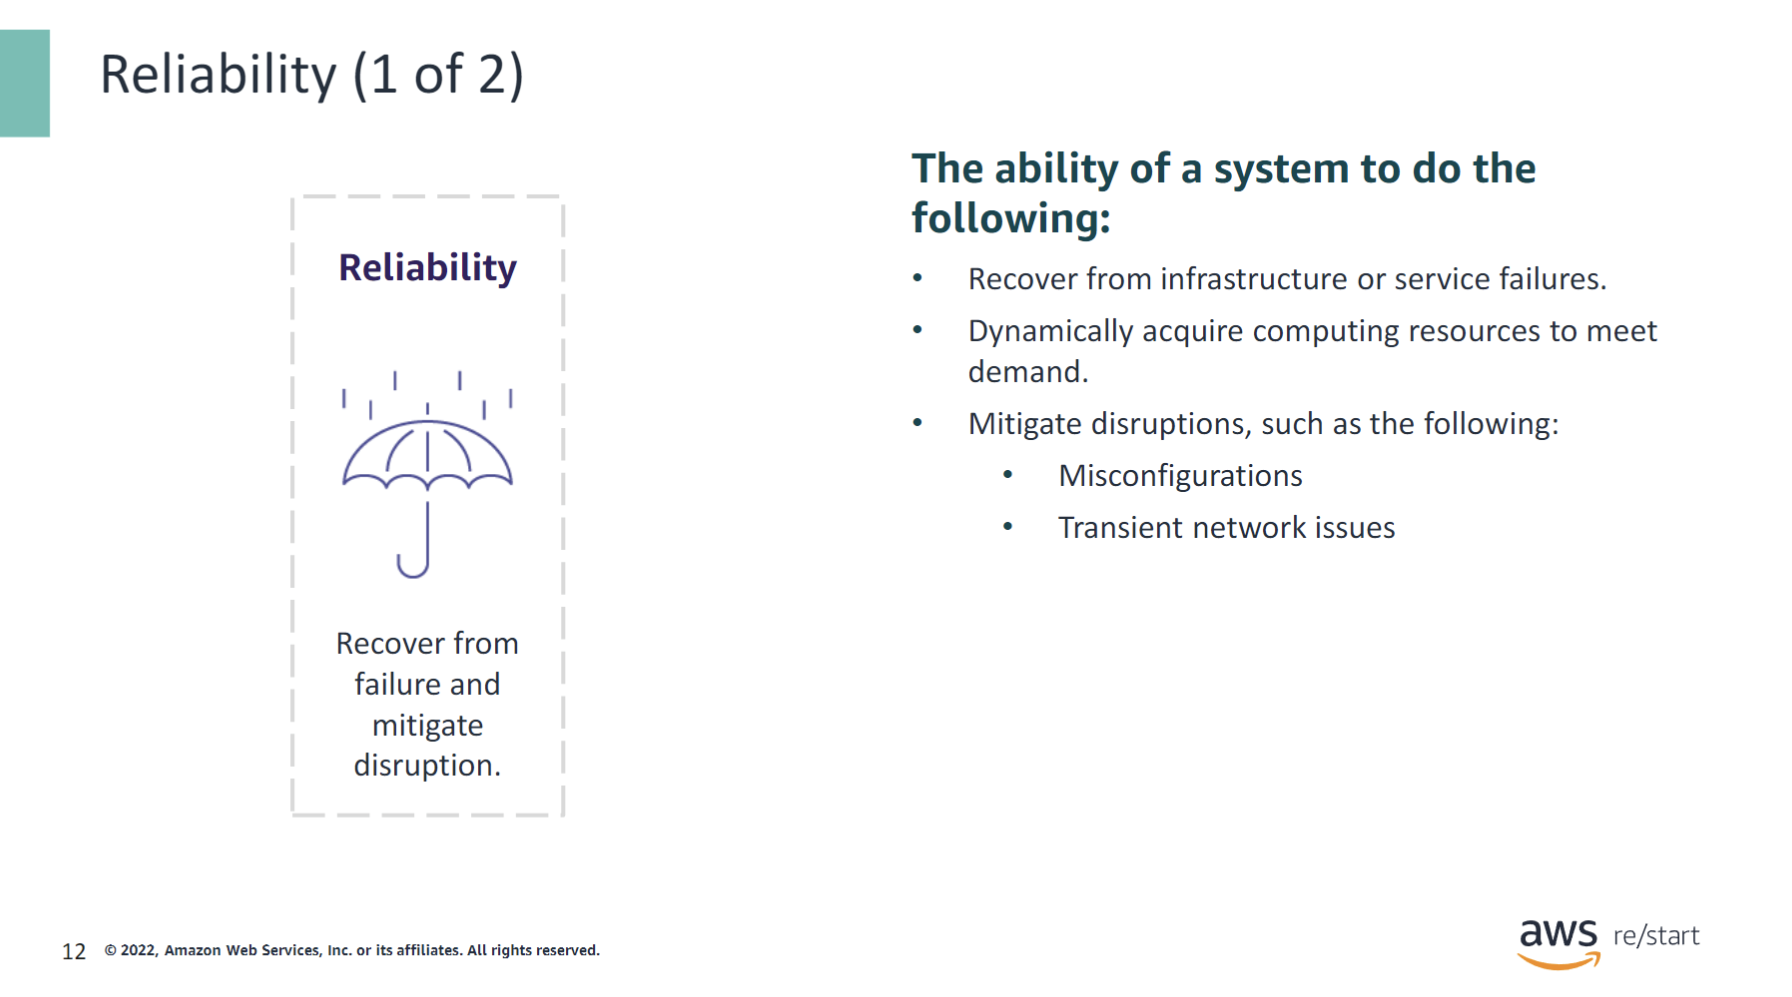 Reliability (1 of 2)
Reliability
Recover from
failure and
mitigate
disruption.
The ability of a system to do the
following:
• Recover from infrastructure or service failures.
• Dynamically acquire computing resources to meet
demand.
• Mitigate disruptions, such as the following:
• Misconfigurations
• Transient network issues
12 © 2022, Amazon Web Services, Inc. or its affiliates. All rights reserved.
aws re/start